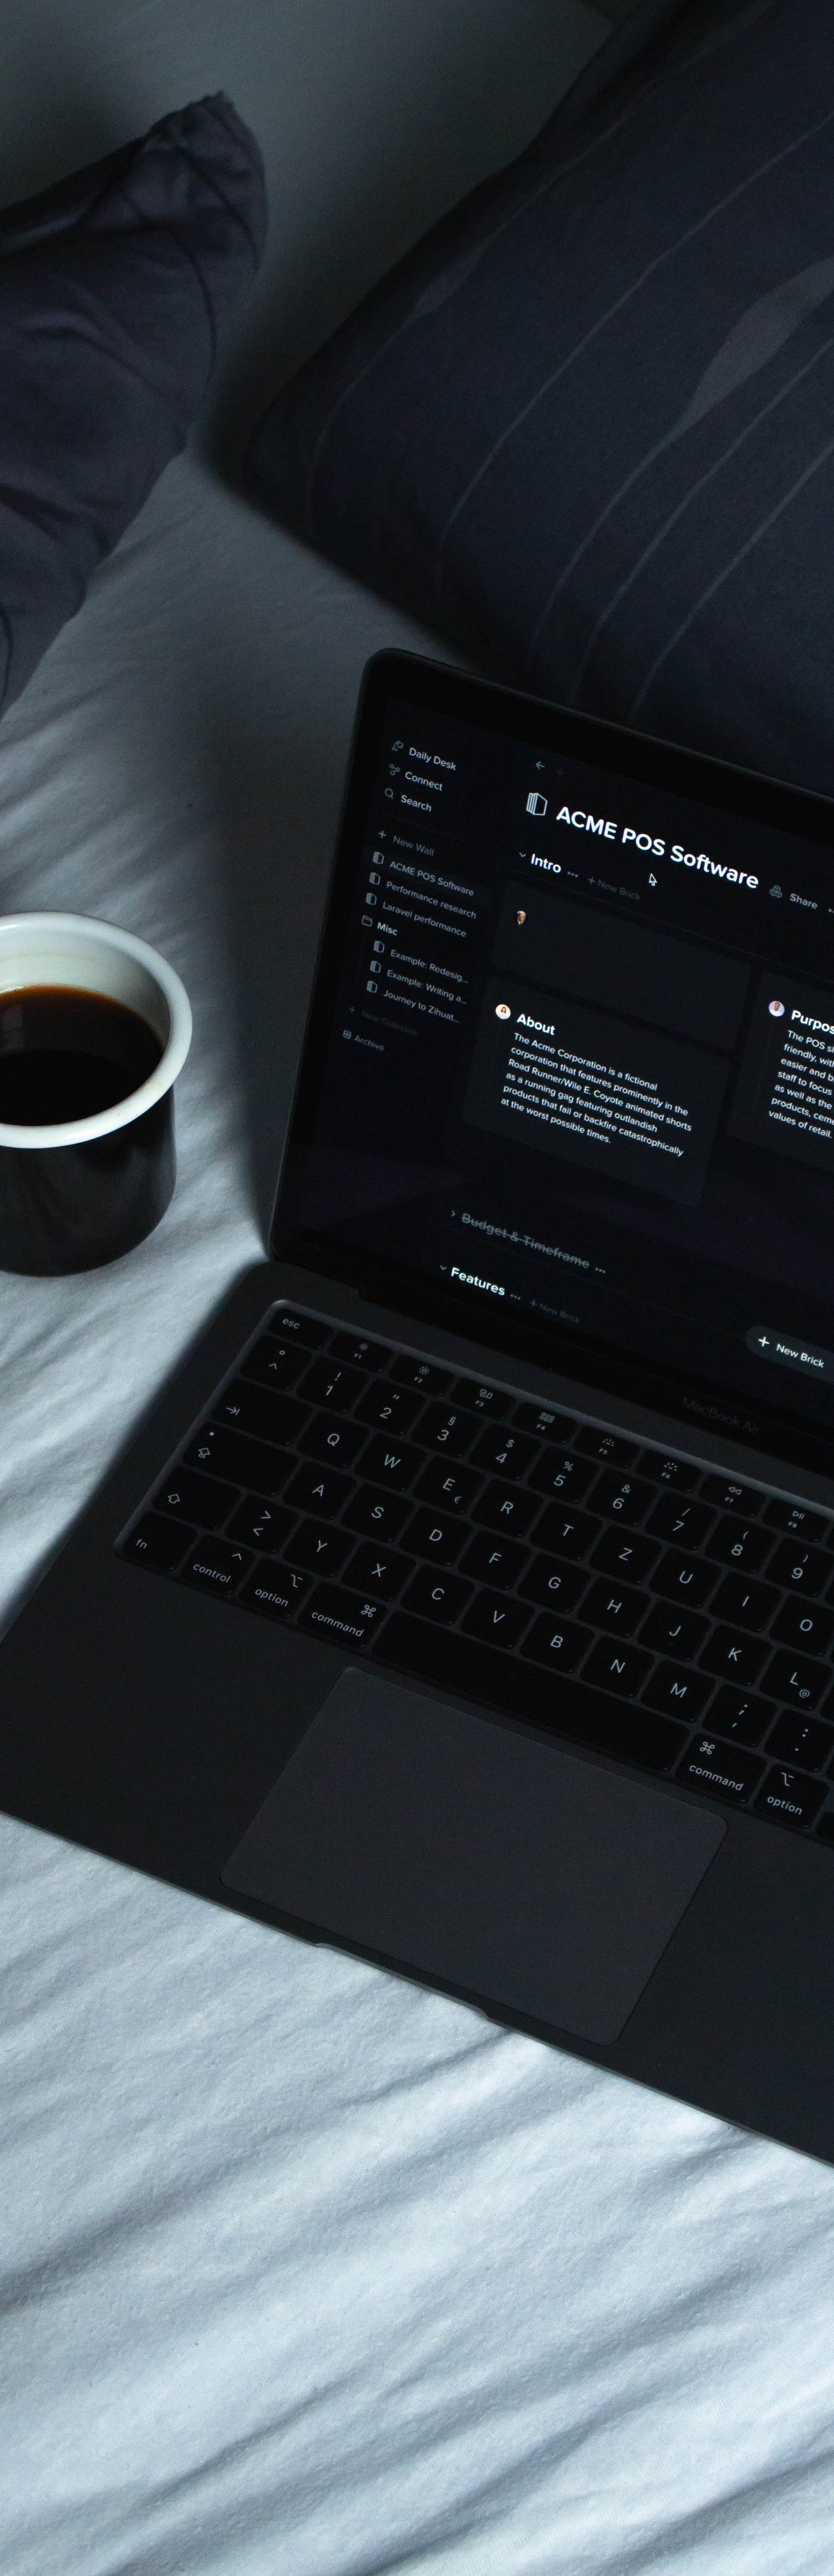 Daily Desk
Connect
Search
+ New Wall
ACME POS Software
Performance research
Laravel performance
Misc
Example: Redesig...
Example: Writing a...
Journey to Zihuat...
+ New Collection
Archive
ACME POS Software
Share
Intro ... + New Brick
About
The Acme Corporation is a fictional
corporation that features prominently in the
Road Runner/Wile E. Coyote animated shorts
as a running gag featuring outlandish
products that fail or backfire catastrophically
at the worst possible times.
Purpos
The POS s
friendly, wit
easier and b
staff to focus
as well as the
products, ceme
values of retail.
Budget & Timeframe ...
Features ... + New Brick
+ New Brick
MacBook Air
esc F1 F2 F3 F4 F5 F6 F7 F8
° ^ ! 1 " 2 § 3 $ 4 % 5 & 6 / 7 ( 8 ) 9
Q W E € R T Z U I O
A S D F G H J K L @
> < Y X C V B N M ; , : .
fn control option command command option